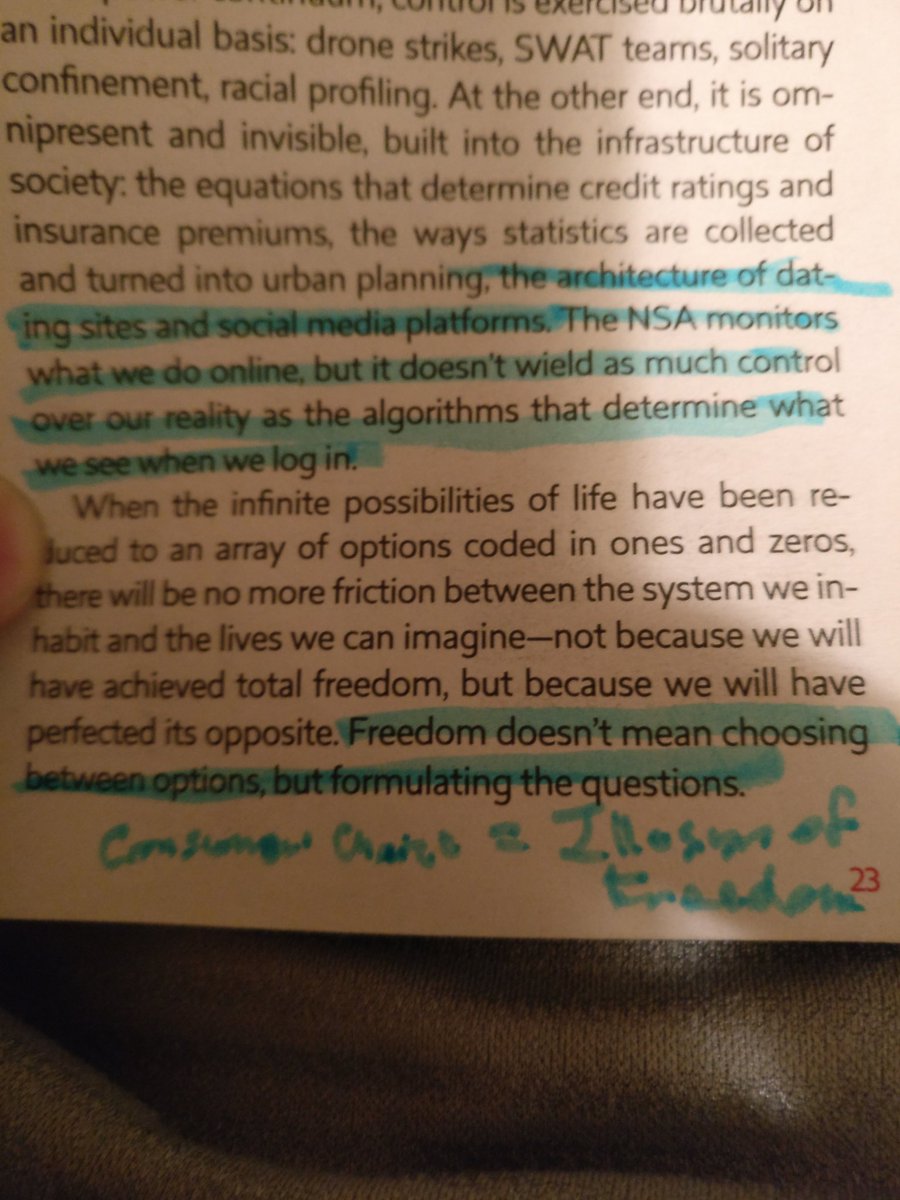 continuum, control is exercised brutally on
an individual basis: drone strikes, SWAT teams, solitary
confinement, racial profiling. At the other end, it is om-
nipresent and invisible, built into the infrastructure of
society: the equations that determine credit ratings and
insurance premiums, the ways statistics are collected
and turned into urban planning, the architecture of dat-
ing sites and social media platforms. The NSA monitors
what we do online, but it doesn't wield as much control
over our reality as the algorithms that determine what
we see when we log in.
When the infinite possibilities of life have been re-
duced to an array of options coded in ones and zeros,
there will be no more friction between the system we in-
habit and the lives we can imagine—not because we will
have achieved total freedom, but because we will have
perfected its opposite. Freedom doesn't mean choosing
between options, but formulating the questions.
Consumer Choice = Illusion of
Freedom
23